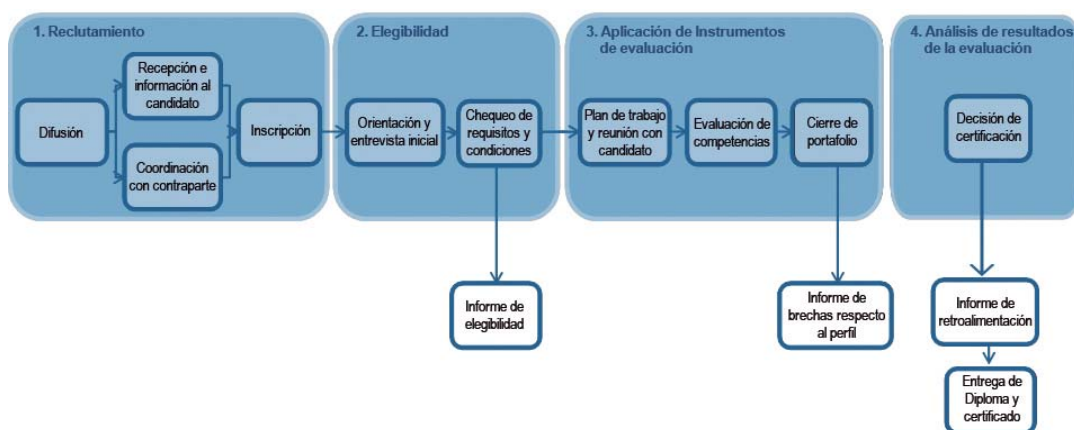 1. Reclutamiento
Difusión
Recepción e
información al
candidato
Coordinación
con contraparte
Inscripción
2. Elegibilidad
Orientación y
entrevista inicial
Chequeo de
requisitos y
condiciones
Informe de
elegibilidad
3. Aplicación de Instrumentos
de evaluación
Plan de trabajo
y reunión con
candidato
Evaluación de
competencias
Cierre de
portafolio
Informe de
brechas respecto
al perfil
4. Análisis de resultados
de la evaluación
Decisión de
certificación
Informe de
retroalimentación
Entrega de
Diploma y
certificado